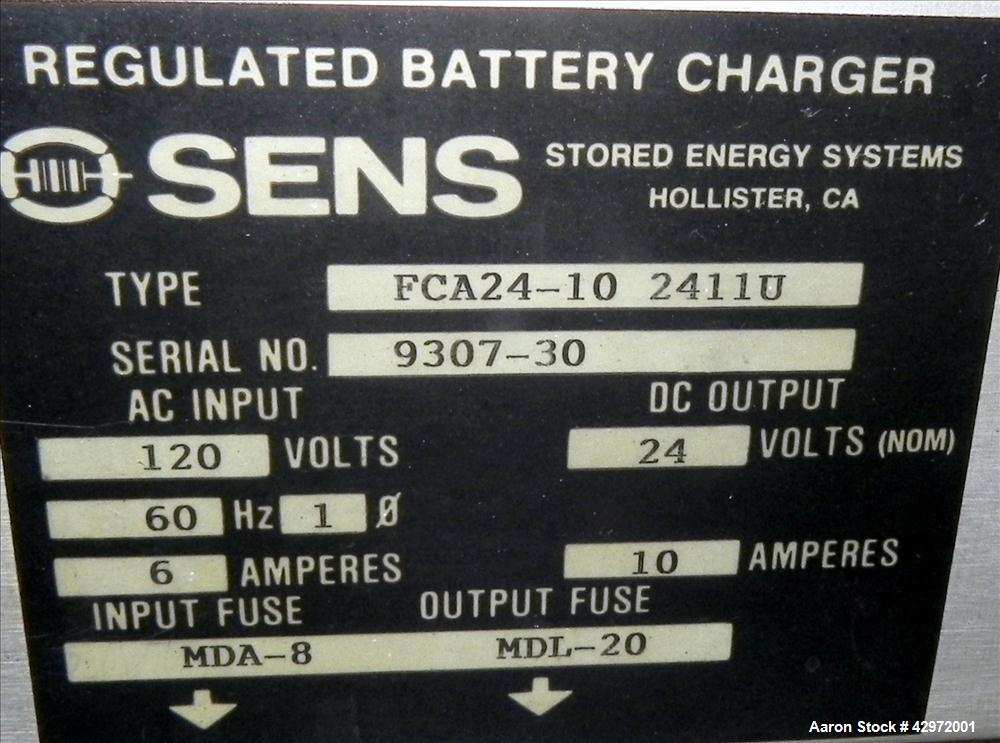 REGULATED BATTERY CHARGER
SENS STORED ENERGY SYSTEMS
HOLLISTER, CA
TYPE FCA24-10 2411U
SERIAL NO. 9307-30
AC INPUT DC OUTPUT
120 VOLTS 24 VOLTS (NOM)
60 Hz 1 Ø
6 AMPERES 10 AMPERES
INPUT FUSE OUTPUT FUSE
MDA-8 MDL-20
Aaron Stock # 42972001